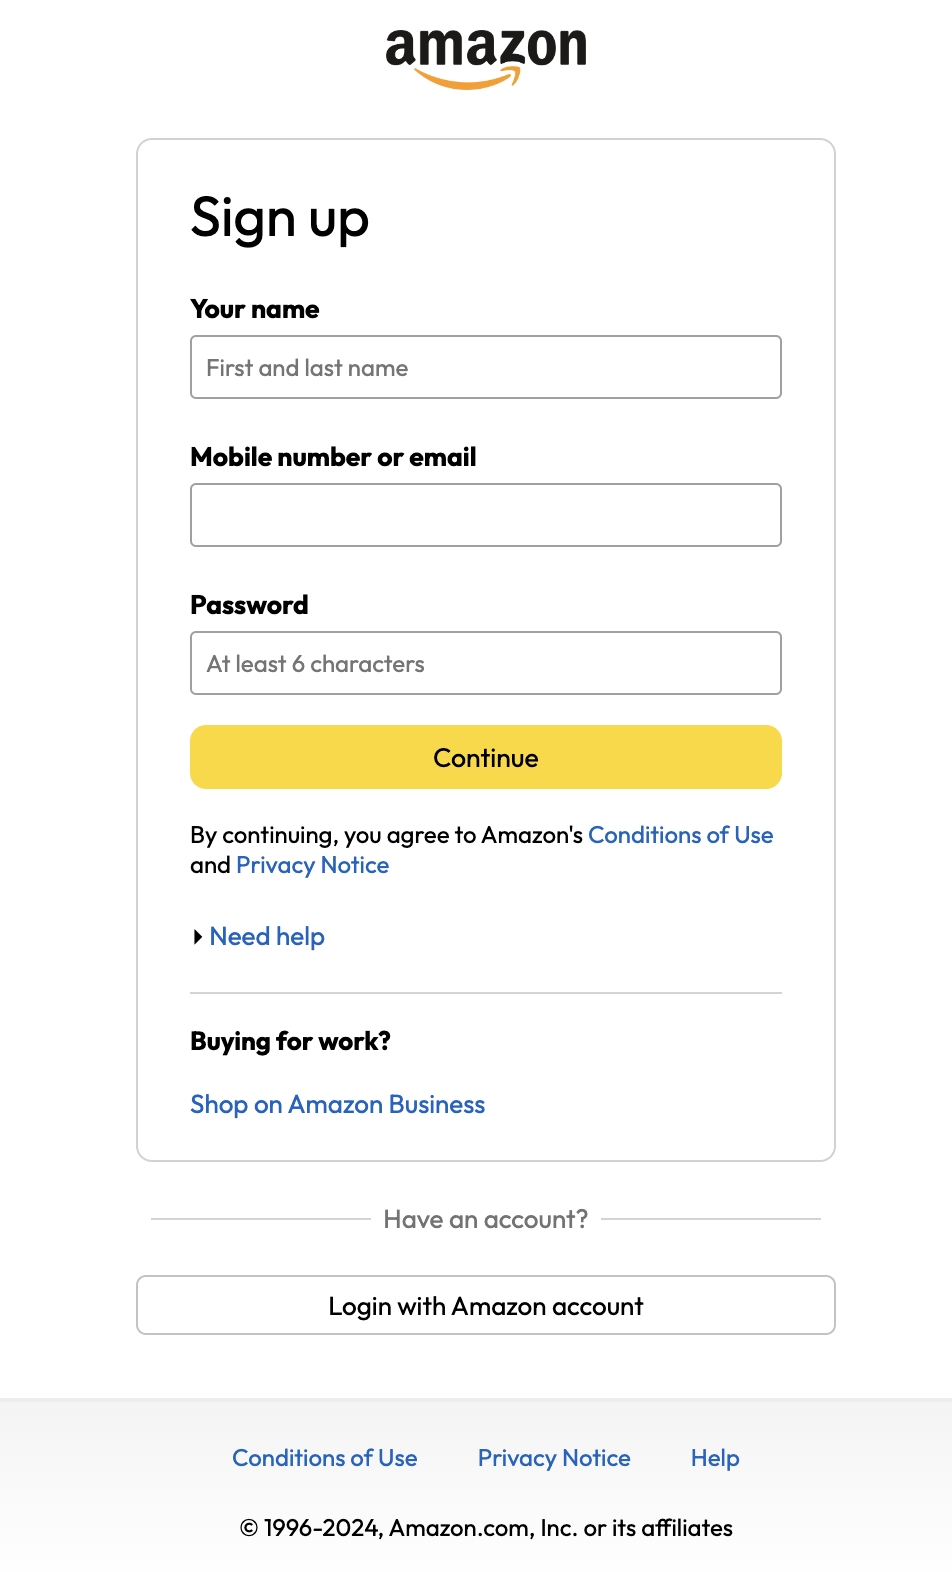 amazon
Sign up
Your name
First and last name
Mobile number or email
Password
At least 6 characters
Continue
By continuing, you agree to Amazon's Conditions of Use
and Privacy Notice
Need help
Buying for work?
Shop on Amazon Business
Have an account?
Login with Amazon account
Conditions of Use Privacy Notice Help
© 1996-2024, Amazon.com, Inc. or its affiliates